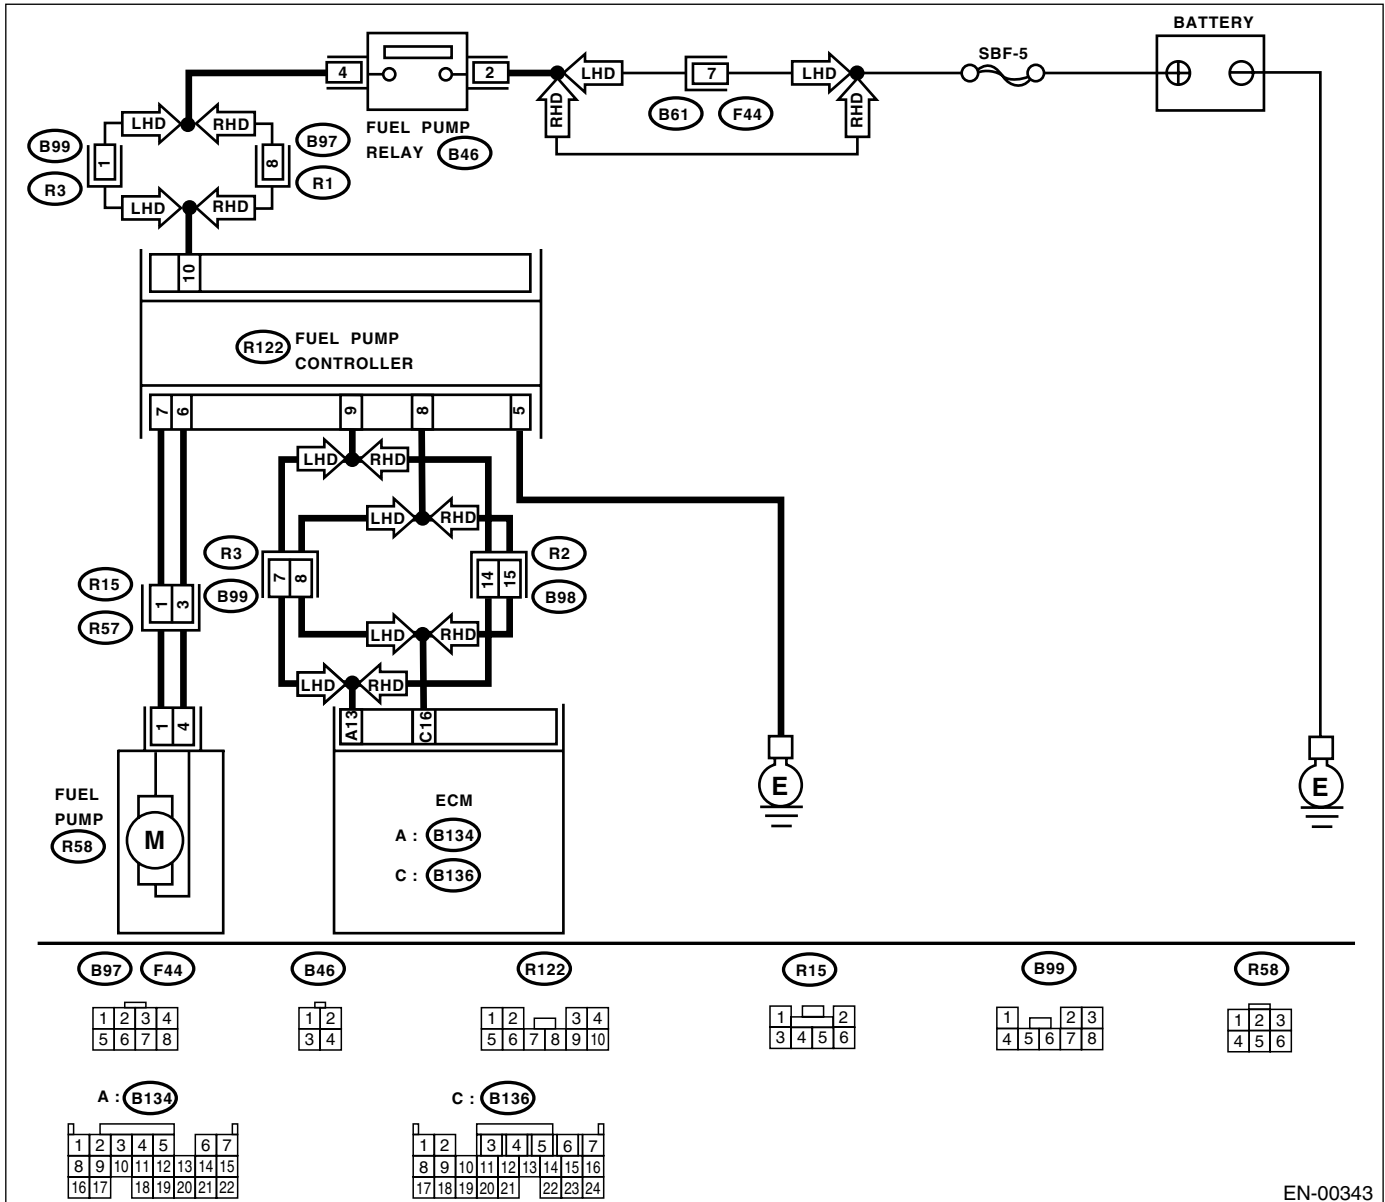 BATTERY
SBF-5
4
2
LHD
7
LHD
RHD
RHD
B61
F44
FUEL PUMP
RELAY
B46
LHD
RHD
B99
R3
1
8
B97
R1
LHD
RHD
10
R122
FUEL PUMP
CONTROLLER
7
6
9
8
5
LHD
RHD
LHD
RHD
R3
B99
7
8
14
15
R2
B98
R15
R57
1
3
LHD
RHD
LHD
RHD
1
4
A13
C16
FUEL
PUMP
R58
M
ECM
A : B134
C : B136
E
E
B97 F44
1 2 3 4
5 6 7 8
B46
1 2
3 4
R122
1 2 3 4
5 6 7 8 9 10
R15
1 2
3 4 5 6
B99
1 2 3
4 5 6 7 8
R58
1 2 3
4 5 6
A : B134
1 2 3 4 5 6 7
8 9 10 11 12 13 14 15
16 17 18 19 20 21 22
C : B136
1 2 3 4 5 6 7
8 9 10 11 12 13 14 15 16
17 18 19 20 21 22 23 24
EN-00343